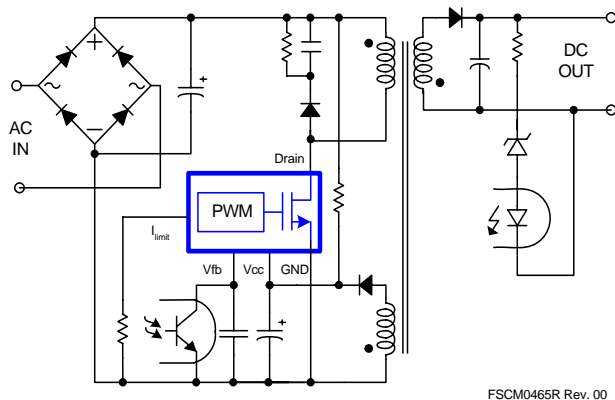 AC
IN
DC
OUT
Drain
PWM
Ilimit
Vfb Vcc GND
FSCM0465R Rev. 00